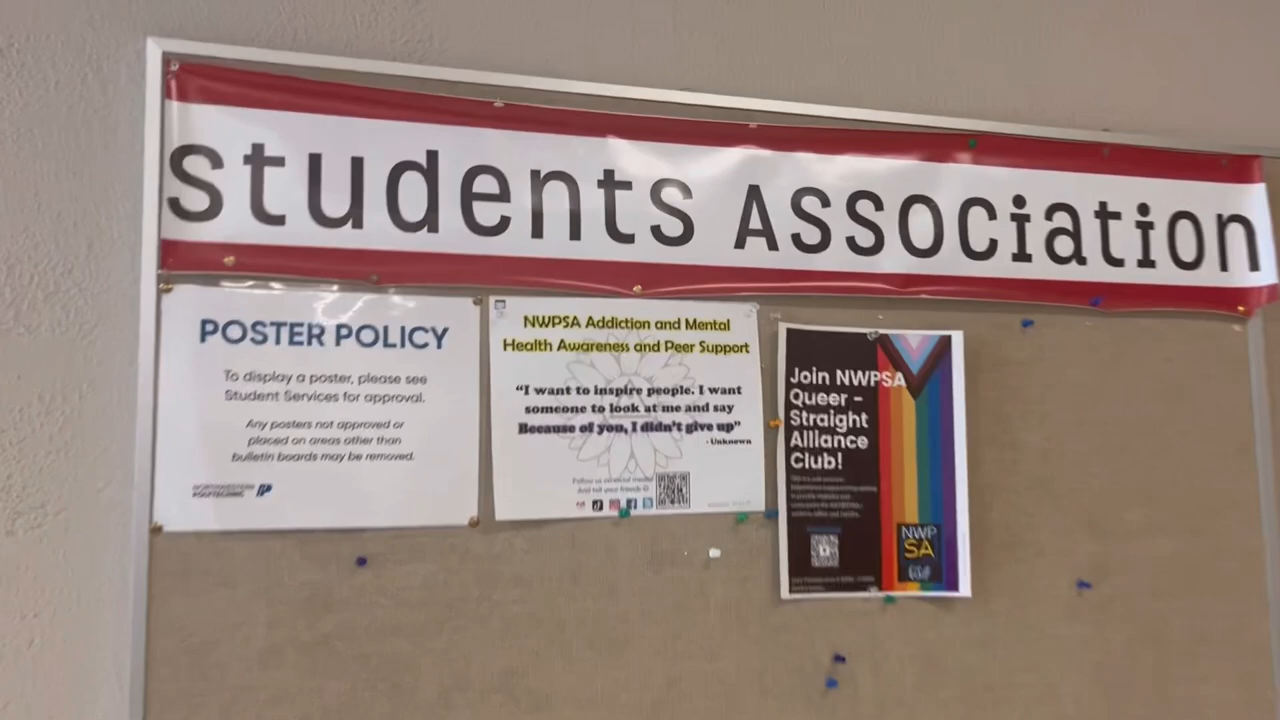 students Association
POSTER POLICY
To display a poster, please see
Student Services for approval.
Any posters not approved or
placed on areas other than
bulletin boards may be removed.
NORTHWESTERN
POLYTECHNIC
NWPSA Addiction and Mental
Health Awareness and Peer Support
"I want to inspire people. I want
someone to look at me and say
Because of you, I didn't give up"
- Unknown
Follow us on social media
And tell your friends
Join NWPSA
Queer -
Straight
Alliance
Club!
NWP
SA